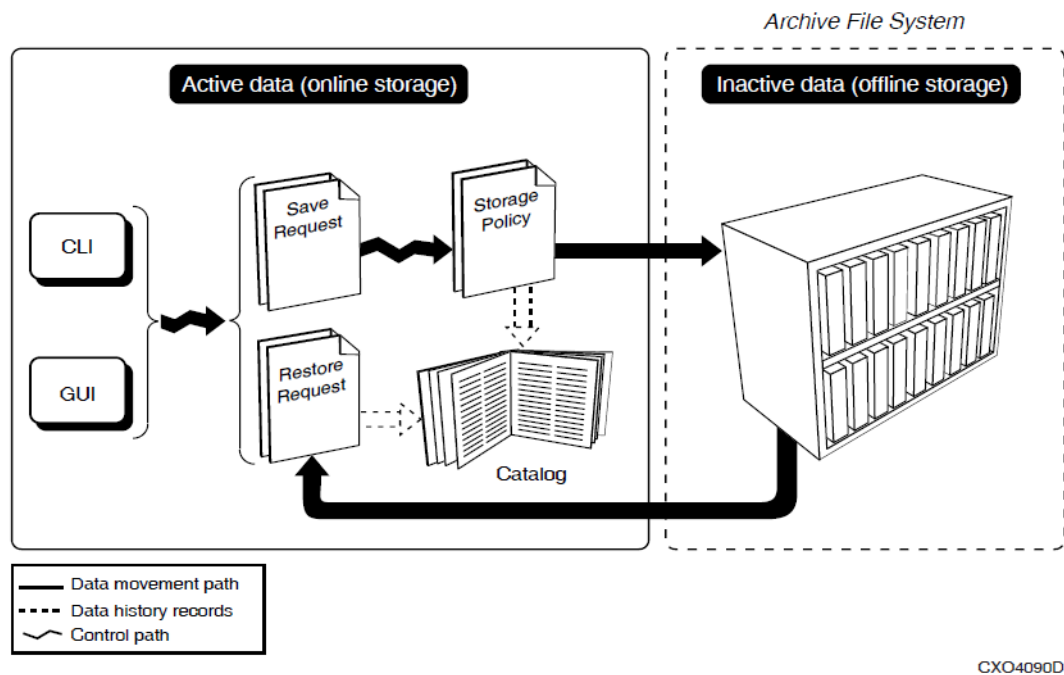 Archive File System
Active data (online storage)
Inactive data (offline storage)
CLI
GUI
Save
Request
Storage
Policy
Restore
Request
Catalog
Data movement path
Data history records
Control path
CXO4090D